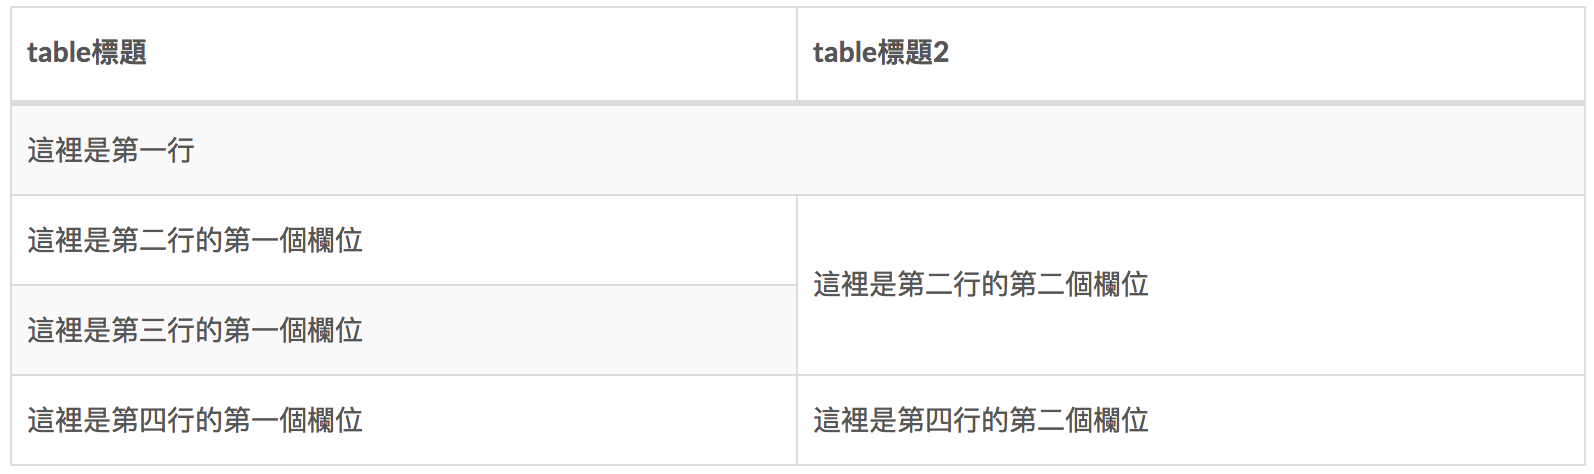 table標題
table標題2
這裡是第一行
這裡是第二行的第一個欄位
這裡是第二行的第二個欄位
這裡是第三行的第一個欄位
這裡是第四行的第一個欄位
這裡是第四行的第二個欄位